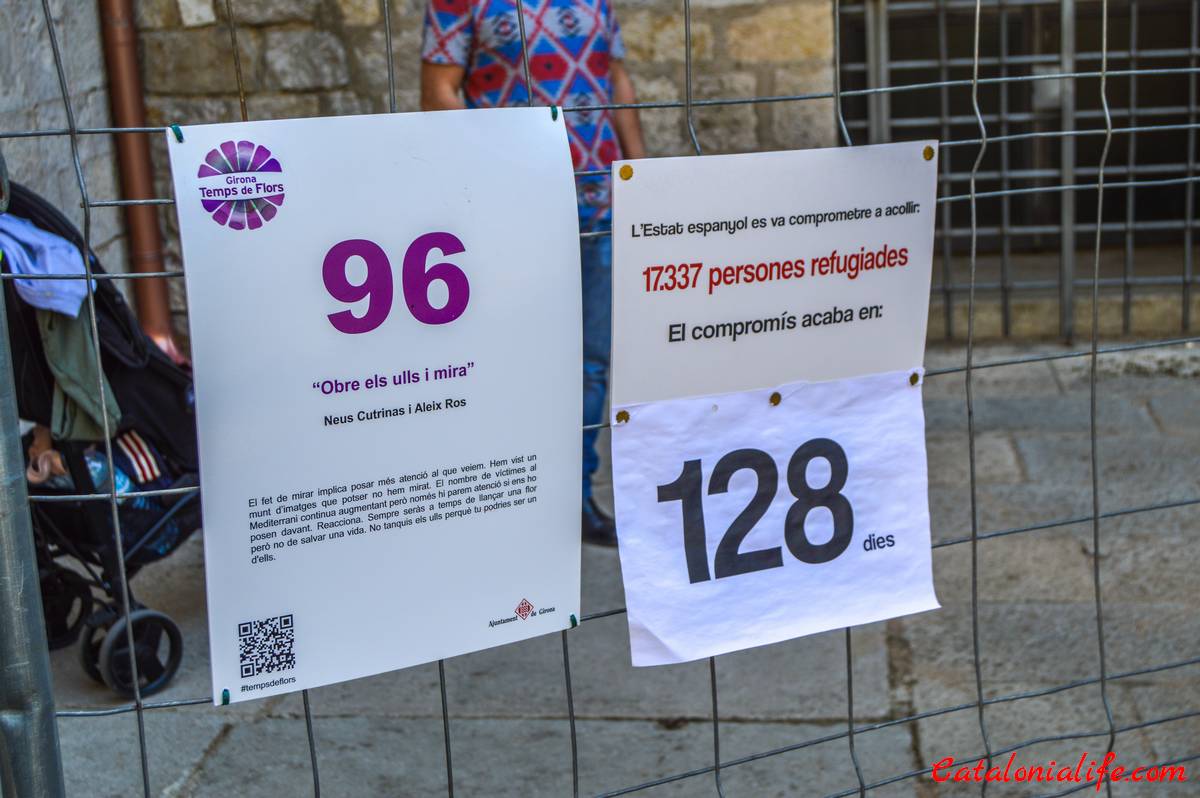 Girona
Temps de Flors
96
“Obre els ulls i mira”
Neus Cutrinas i Aleix Ros
El fet de mirar implica posar més atenció al que veiem. Hem vist un
munt d'imatges que potser no hem mirat. El nombre de víctimes al
Mediterrani continua augmentant però només hi parem atenció si ens ho
posen davant. Reacciona. Sempre seràs a temps de llançar una flor
però no de salvar una vida. No tanquis els ulls perquè tu podries ser un
d'ells.
Ajuntament de Girona
#tempsdeflors
L'Estat espanyol es va comprometre a acollir:
17.337 persones refugiades
El compromís acaba en:
128 dies
Catalonialife.com